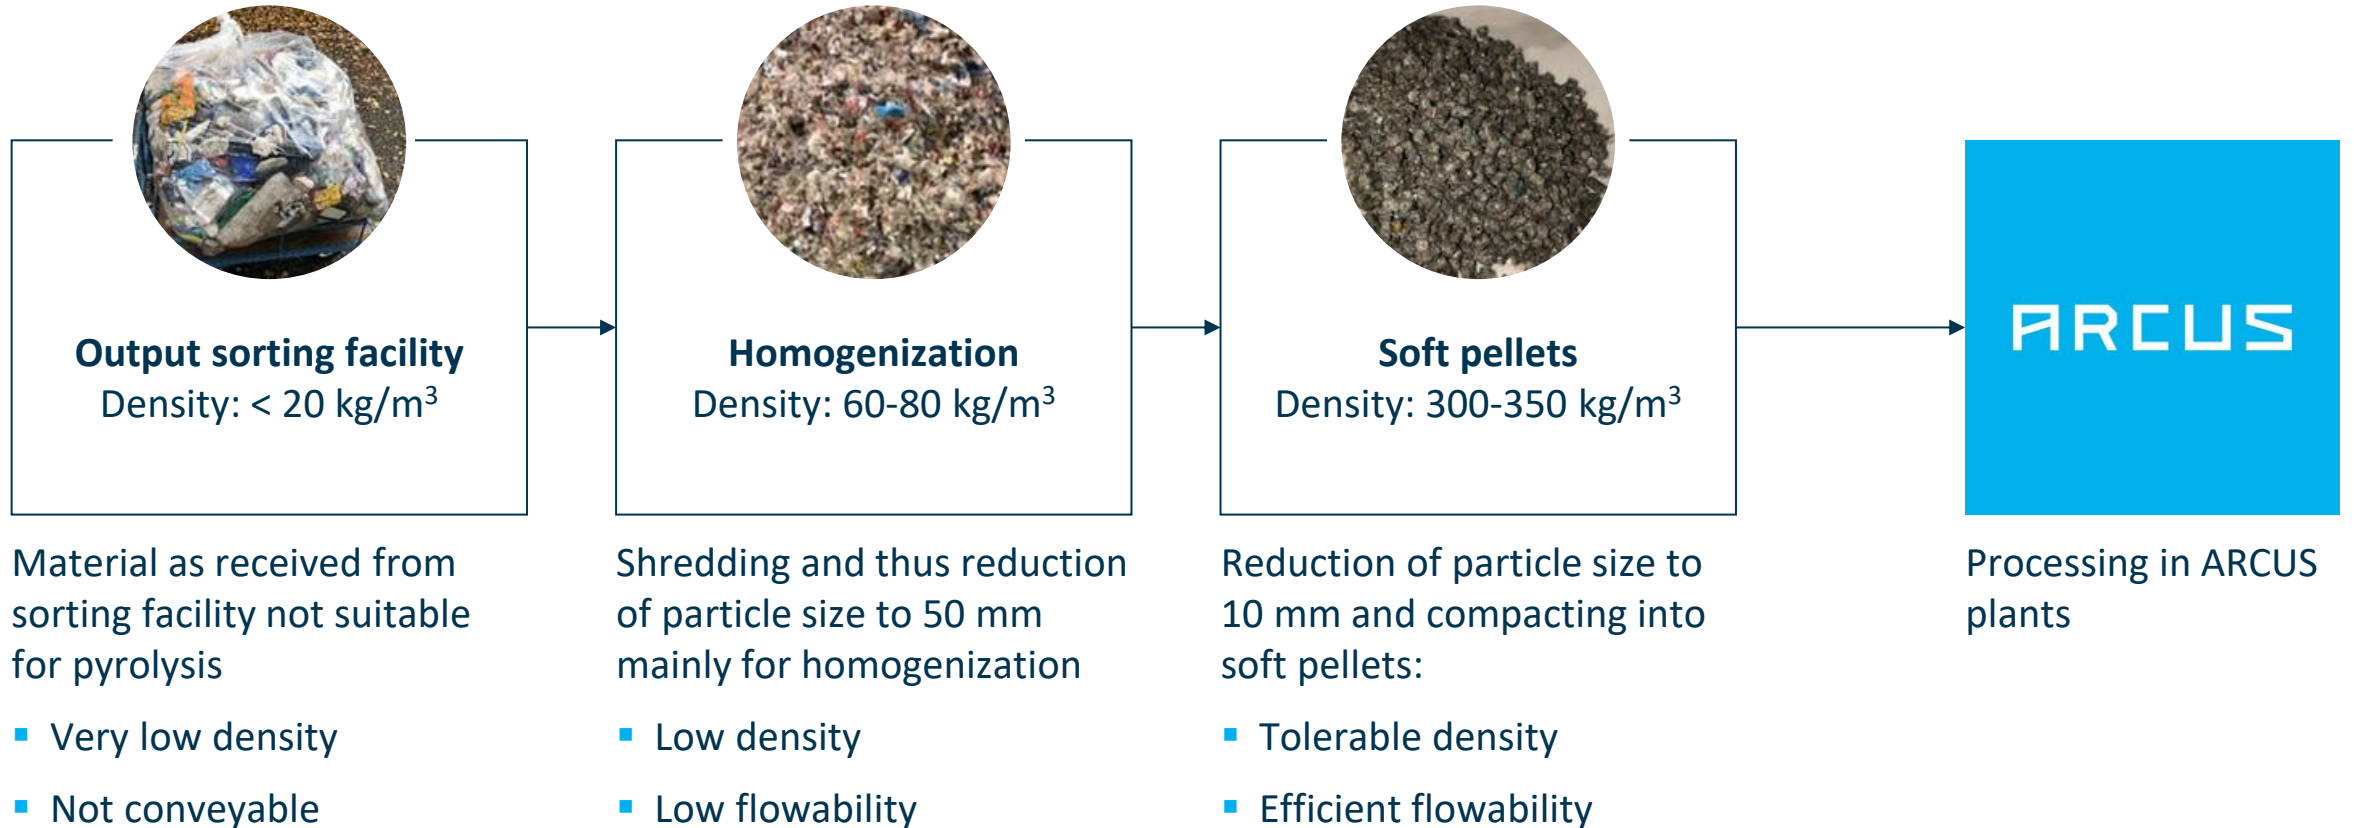 Output sorting facility
Density: < 20 kg/m³
Material as received from
sorting facility not suitable
for pyrolysis
▪ Very low density
▪ Not conveyable
Homogenization
Density: 60-80 kg/m³
Shredding and thus reduction
of particle size to 50 mm
mainly for homogenization
▪ Low density
▪ Low flowability
Soft pellets
Density: 300-350 kg/m³
Reduction of particle size to
10 mm and compacting into
soft pellets:
▪ Tolerable density
▪ Efficient flowability
ARCUS
Processing in ARCUS
plants